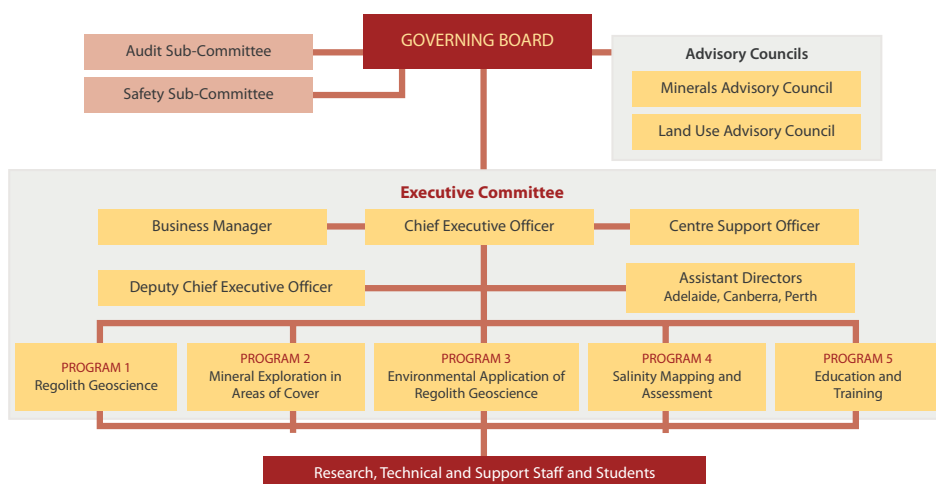 GOVERNING BOARD
Audit Sub-Committee
Safety Sub-Committee
Advisory Councils
Minerals Advisory Council
Land Use Advisory Council
Executive Committee
Business Manager
Chief Executive Officer
Centre Support Officer
Deputy Chief Executive Officer
Assistant Directors
Adelaide, Canberra, Perth
PROGRAM 1
Regolith Geoscience
PROGRAM 2
Mineral Exploration in
Areas of Cover
PROGRAM 3
Environmental Application of
Regolith Geoscience
PROGRAM 4
Salinity Mapping and
Assessment
PROGRAM 5
Education and
Training
Research, Technical and Support Staff and Students